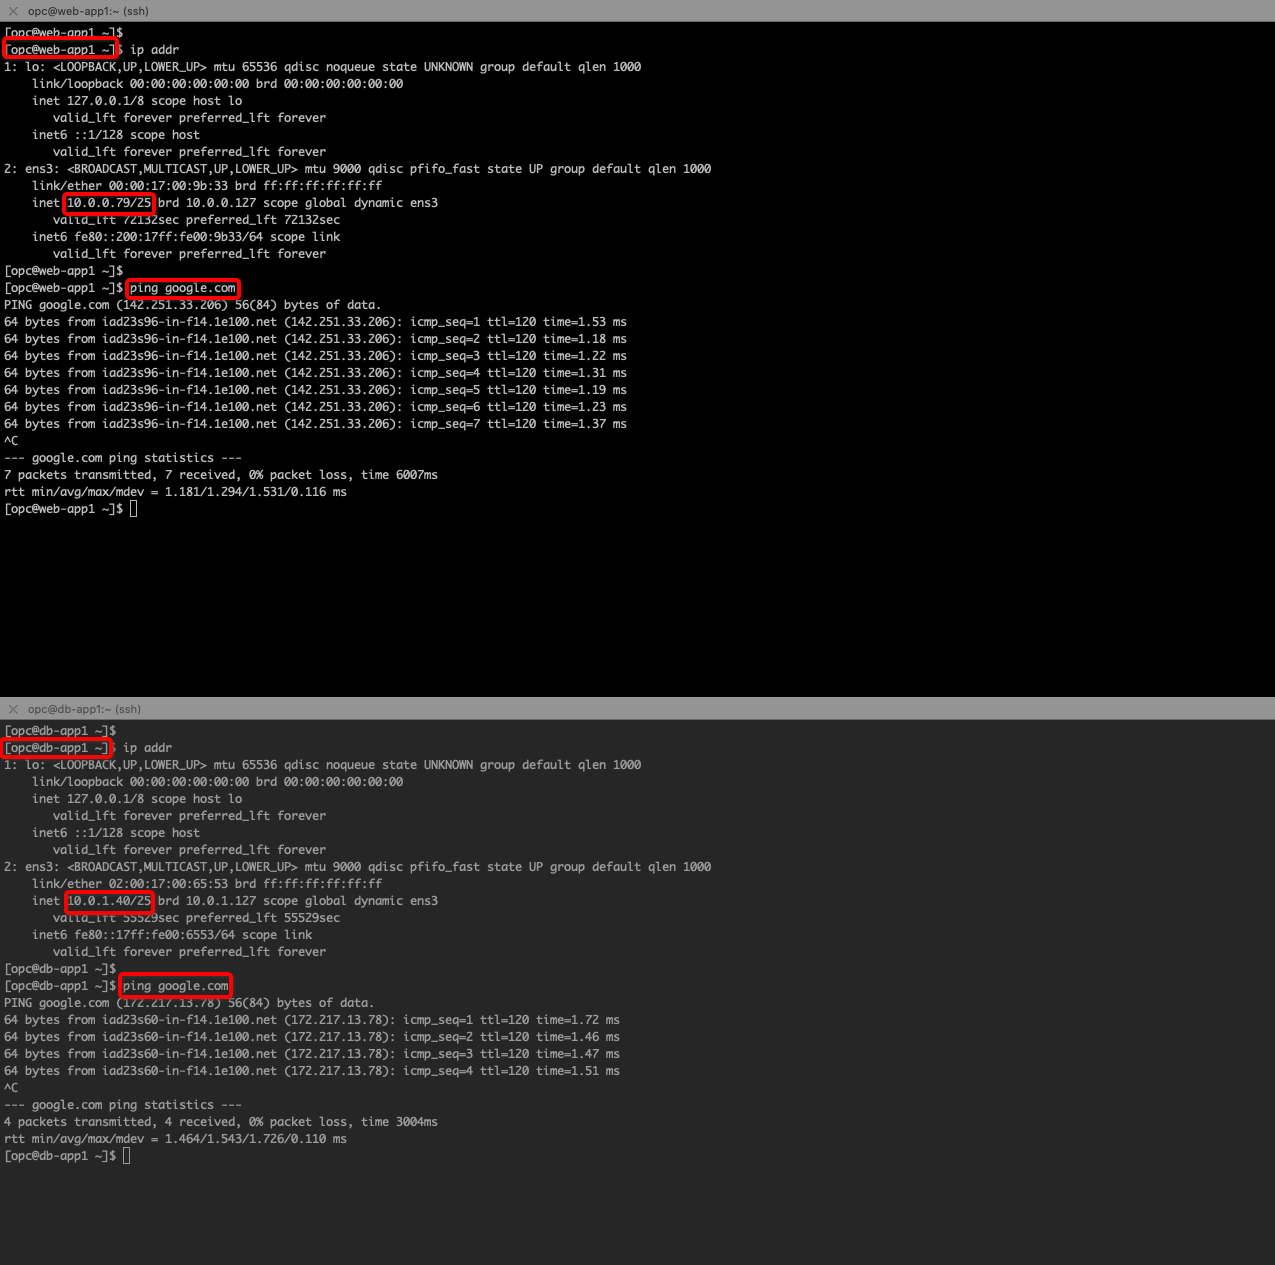 opc@web-app1:~ (ssh)
[opc@web-app1 ~]$
[opc@web-app1 ~]$ ip addr
1: lo: <LOOPBACK,UP,LOWER_UP> mtu 65536 qdisc noqueue state UNKNOWN group default qlen 1000
    link/loopback 00:00:00:00:00:00 brd 00:00:00:00:00:00
    inet 127.0.0.1/8 scope host lo
       valid_lft forever preferred_lft forever
    inet6 ::1/128 scope host
       valid_lft forever preferred_lft forever
2: ens3: <BROADCAST,MULTICAST,UP,LOWER_UP> mtu 9000 qdisc pfifo_fast state UP group default qlen 1000
    link/ether 00:00:17:00:9b:33 brd ff:ff:ff:ff:ff:ff
    inet 10.0.0.79/25 brd 10.0.0.127 scope global dynamic ens3
       valid_lft 72132sec preferred_lft 72132sec
    inet6 fe80::200:17ff:fe00:9b33/64 scope link
       valid_lft forever preferred_lft forever
[opc@web-app1 ~]$
[opc@web-app1 ~]$ ping google.com
PING google.com (142.251.33.206) 56(84) bytes of data.
64 bytes from iad23s96-in-f14.1e100.net (142.251.33.206): icmp_seq=1 ttl=120 time=1.53 ms
64 bytes from iad23s96-in-f14.1e100.net (142.251.33.206): icmp_seq=2 ttl=120 time=1.18 ms
64 bytes from iad23s96-in-f14.1e100.net (142.251.33.206): icmp_seq=3 ttl=120 time=1.22 ms
64 bytes from iad23s96-in-f14.1e100.net (142.251.33.206): icmp_seq=4 ttl=120 time=1.31 ms
64 bytes from iad23s96-in-f14.1e100.net (142.251.33.206): icmp_seq=5 ttl=120 time=1.19 ms
64 bytes from iad23s96-in-f14.1e100.net (142.251.33.206): icmp_seq=6 ttl=120 time=1.23 ms
64 bytes from iad23s96-in-f14.1e100.net (142.251.33.206): icmp_seq=7 ttl=120 time=1.37 ms
^C
--- google.com ping statistics ---
7 packets transmitted, 7 received, 0% packet loss, time 6007ms
rtt min/avg/max/mdev = 1.181/1.294/1.531/0.116 ms
[opc@web-app1 ~]$
opc@db-app1:~ (ssh)
[opc@db-app1 ~]$
[opc@db-app1 ~]$ ip addr
1: lo: <LOOPBACK,UP,LOWER_UP> mtu 65536 qdisc noqueue state UNKNOWN group default qlen 1000
    link/loopback 00:00:00:00:00:00 brd 00:00:00:00:00:00
    inet 127.0.0.1/8 scope host lo
       valid_lft forever preferred_lft forever
    inet6 ::1/128 scope host
       valid_lft forever preferred_lft forever
2: ens3: <BROADCAST,MULTICAST,UP,LOWER_UP> mtu 9000 qdisc pfifo_fast state UP group default qlen 1000
    link/ether 02:00:17:00:65:53 brd ff:ff:ff:ff:ff:ff
    inet 10.0.1.40/25 brd 10.0.1.127 scope global dynamic ens3
       valid_lft 55529sec preferred_lft 55529sec
    inet6 fe80::17ff:fe00:6553/64 scope link
       valid_lft forever preferred_lft forever
[opc@db-app1 ~]$
[opc@db-app1 ~]$ ping google.com
PING google.com (172.217.13.78) 56(84) bytes of data.
64 bytes from iad23s60-in-f14.1e100.net (172.217.13.78): icmp_seq=1 ttl=120 time=1.72 ms
64 bytes from iad23s60-in-f14.1e100.net (172.217.13.78): icmp_seq=2 ttl=120 time=1.46 ms
64 bytes from iad23s60-in-f14.1e100.net (172.217.13.78): icmp_seq=3 ttl=120 time=1.47 ms
64 bytes from iad23s60-in-f14.1e100.net (172.217.13.78): icmp_seq=4 ttl=120 time=1.51 ms
^C
--- google.com ping statistics ---
4 packets transmitted, 4 received, 0% packet loss, time 3004ms
rtt min/avg/max/mdev = 1.464/1.543/1.726/0.110 ms
[opc@db-app1 ~]$